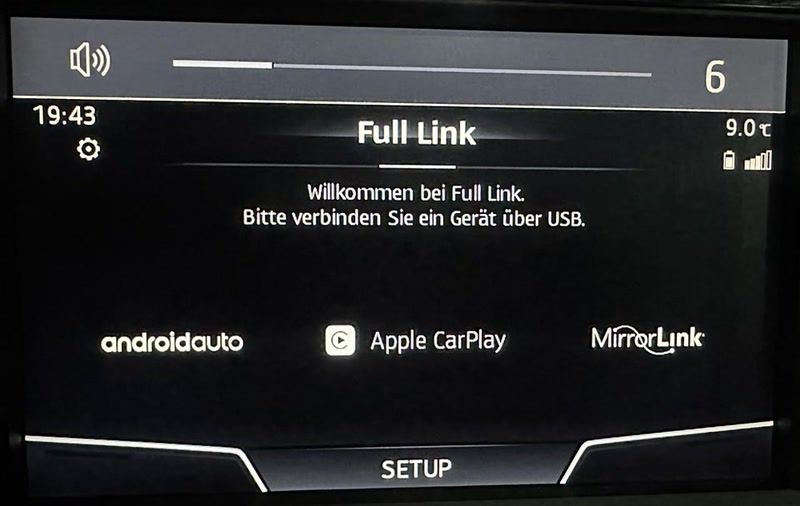 6
19:43
Full Link
9.0℃
Willkommen bei Full Link.
Bitte verbinden Sie ein Gerät über USB.
androidauto
Apple CarPlay
MirrorLink
SETUP